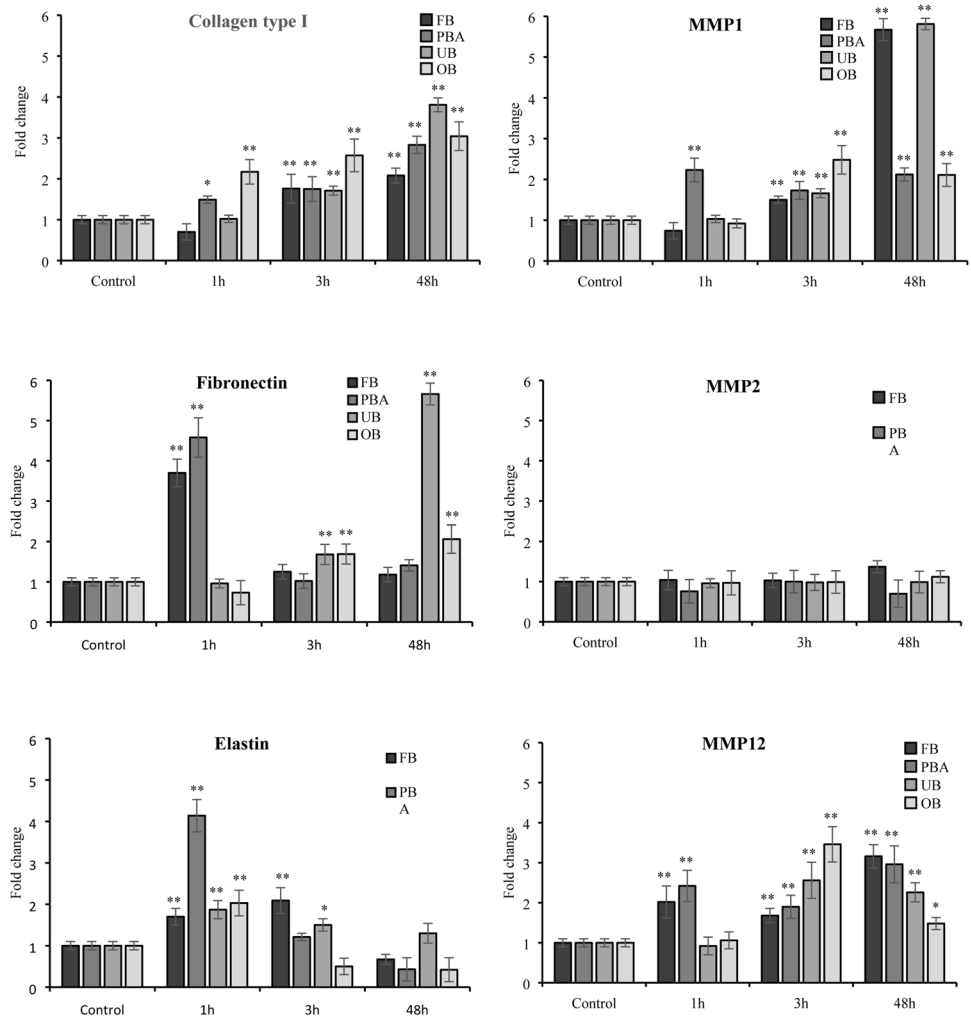 Collagen type I
FB
PBA
UB
OB
Fold change
6
5
4
3
2
1
0
*
**
**
**
**
**
**
**
**
**
Control
1h
3h
48h
MMP1
FB
PBA
UB
OB
Fold change
6
5
4
3
2
1
0
**
**
**
**
**
**
**
**
**
Control
1h
3h
48h
Fibronectin
FB
PBA
UB
OB
Fold change
6
5
4
3
2
1
0
**
**
**
**
**
**
Control
1h
3h
48h
MMP2
FB
PB
A
Fold chenge
6
5
4
3
2
1
0
Control
1h
3h
48h
Elastin
FB
PB
A
Fold change
6
5
4
3
2
1
0
**
**
**
**
**
*
Control
1h
3h
48h
MMP12
FB
PBA
UB
OB
Fold change
6
5
4
3
2
1
0
**
**
**
**
**
**
**
**
**
*
Control
1h
3h
48h